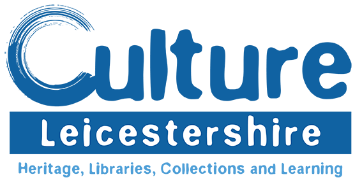 Culture
Leicestershire
Heritage, Libraries, Collections and Learning